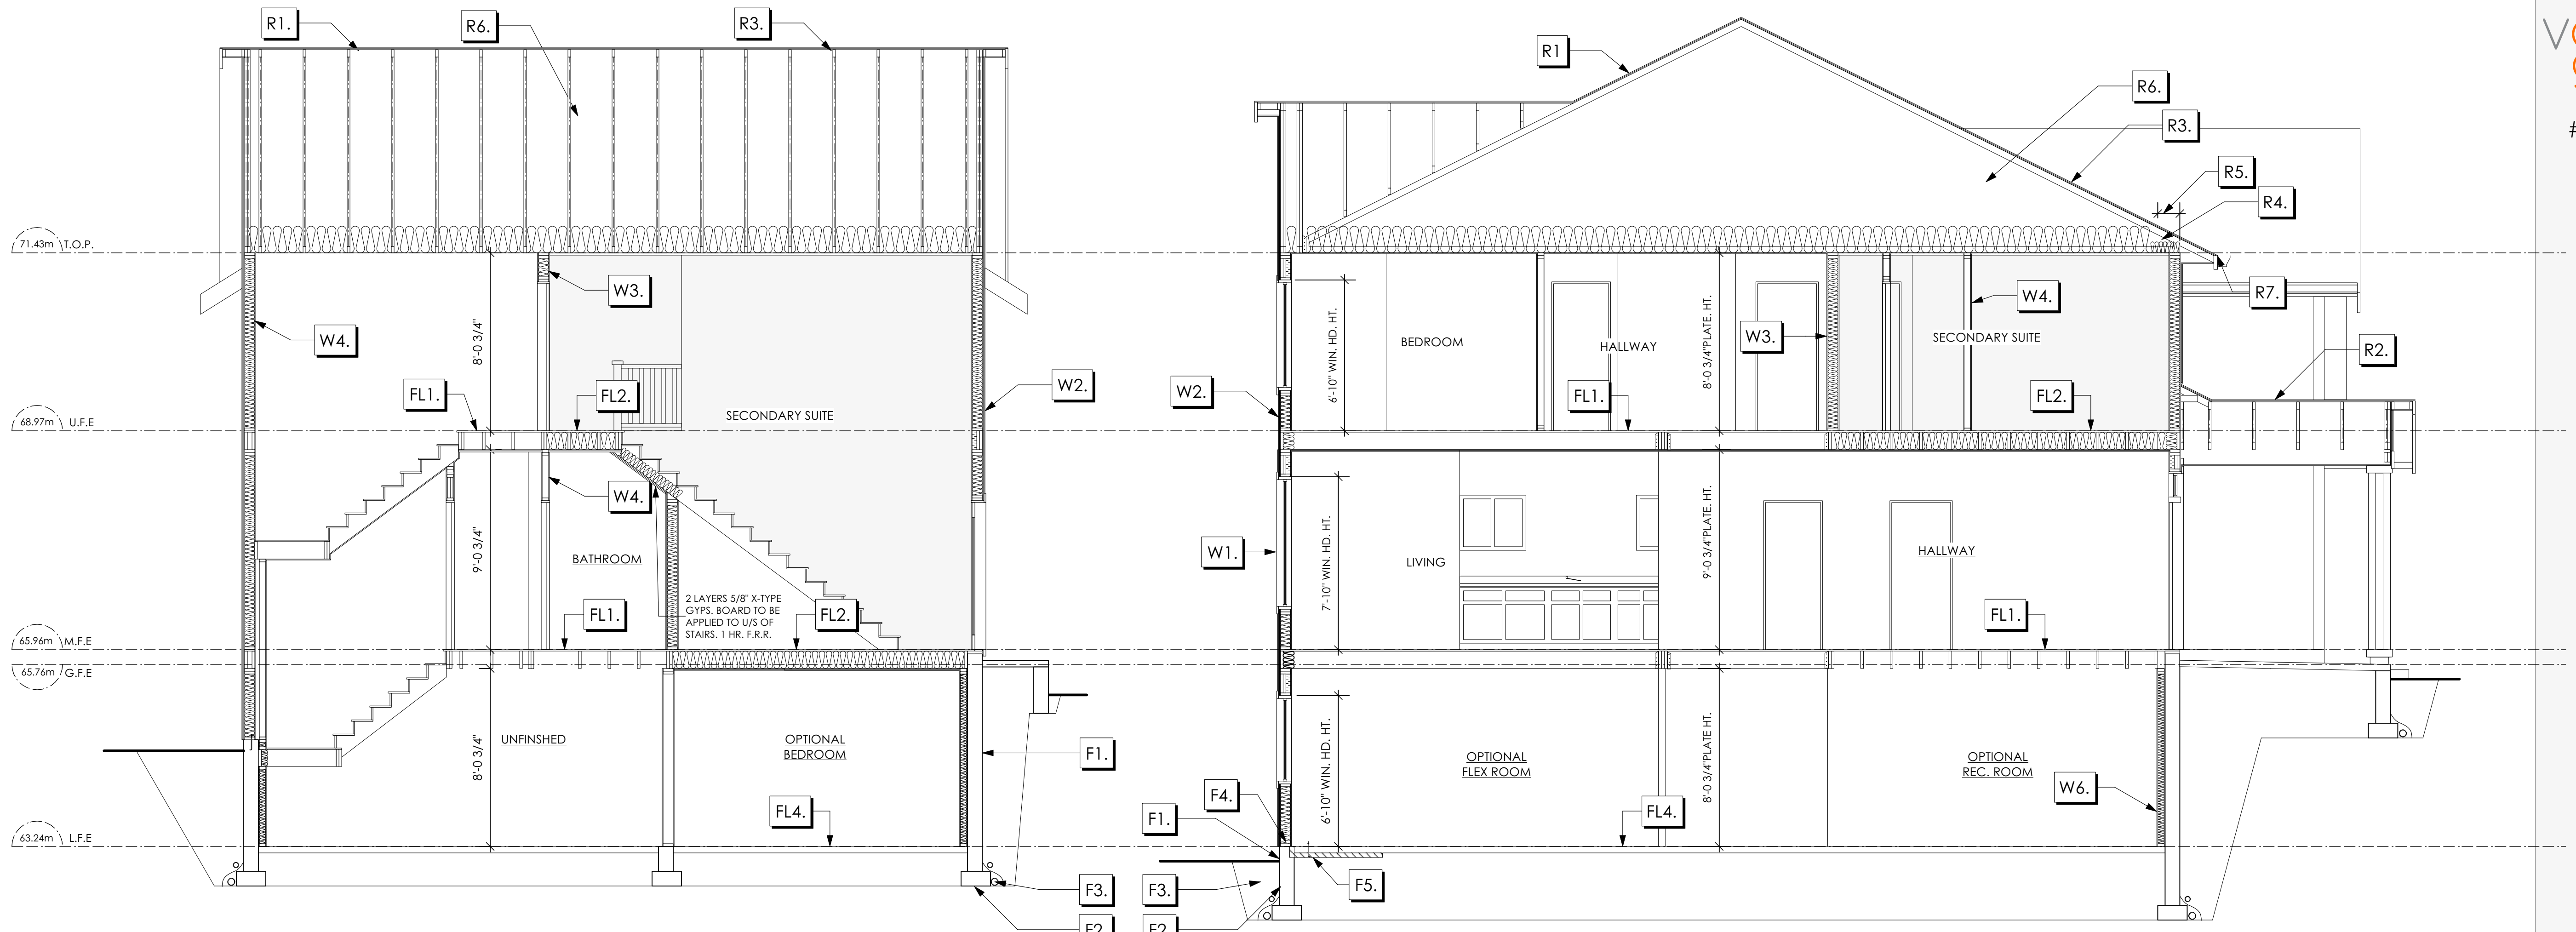 R1.
R6.
R3.
71.43m T.O.P.
W3.
W4.
8'-0 3/4"
FL1.
FL2.
SECONDARY SUITE
W2.
68.97m U.F.E
W4.
9'-0 3/4"
BATHROOM
2 LAYERS 5/8" X-TYPE
GYPS. BOARD TO BE
APPLIED TO U/S OF
STAIRS. 1 HR. F.R.R.
FL1.
FL2.
65.96m M.F.E
65.76m G.F.E
8'-0 3/4"
UNFINSHED
OPTIONAL
BEDROOM
F1.
FL4.
63.24m L.F.E
F3.
F2
R1
R6.
R3.
R5.
R4.
R7.
R2.
6'-10" WIN. HD. HT.
BEDROOM
HALLWAY
8'-0 3/4"PLATE. HT.
W3.
W4.
SECONDARY SUITE
W2.
FL1.
FL2.
W1.
7'-10" WIN. HD. HT.
LIVING
9'-0 3/4"PLATE. HT.
HALLWAY
FL1.
6'-10" WIN. HD. HT.
OPTIONAL
FLEX ROOM
8'-0 3/4"PLATE HT.
OPTIONAL
REC. ROOM
W6.
F4.
F1.
FL4.
F3.
F5.
F2
#